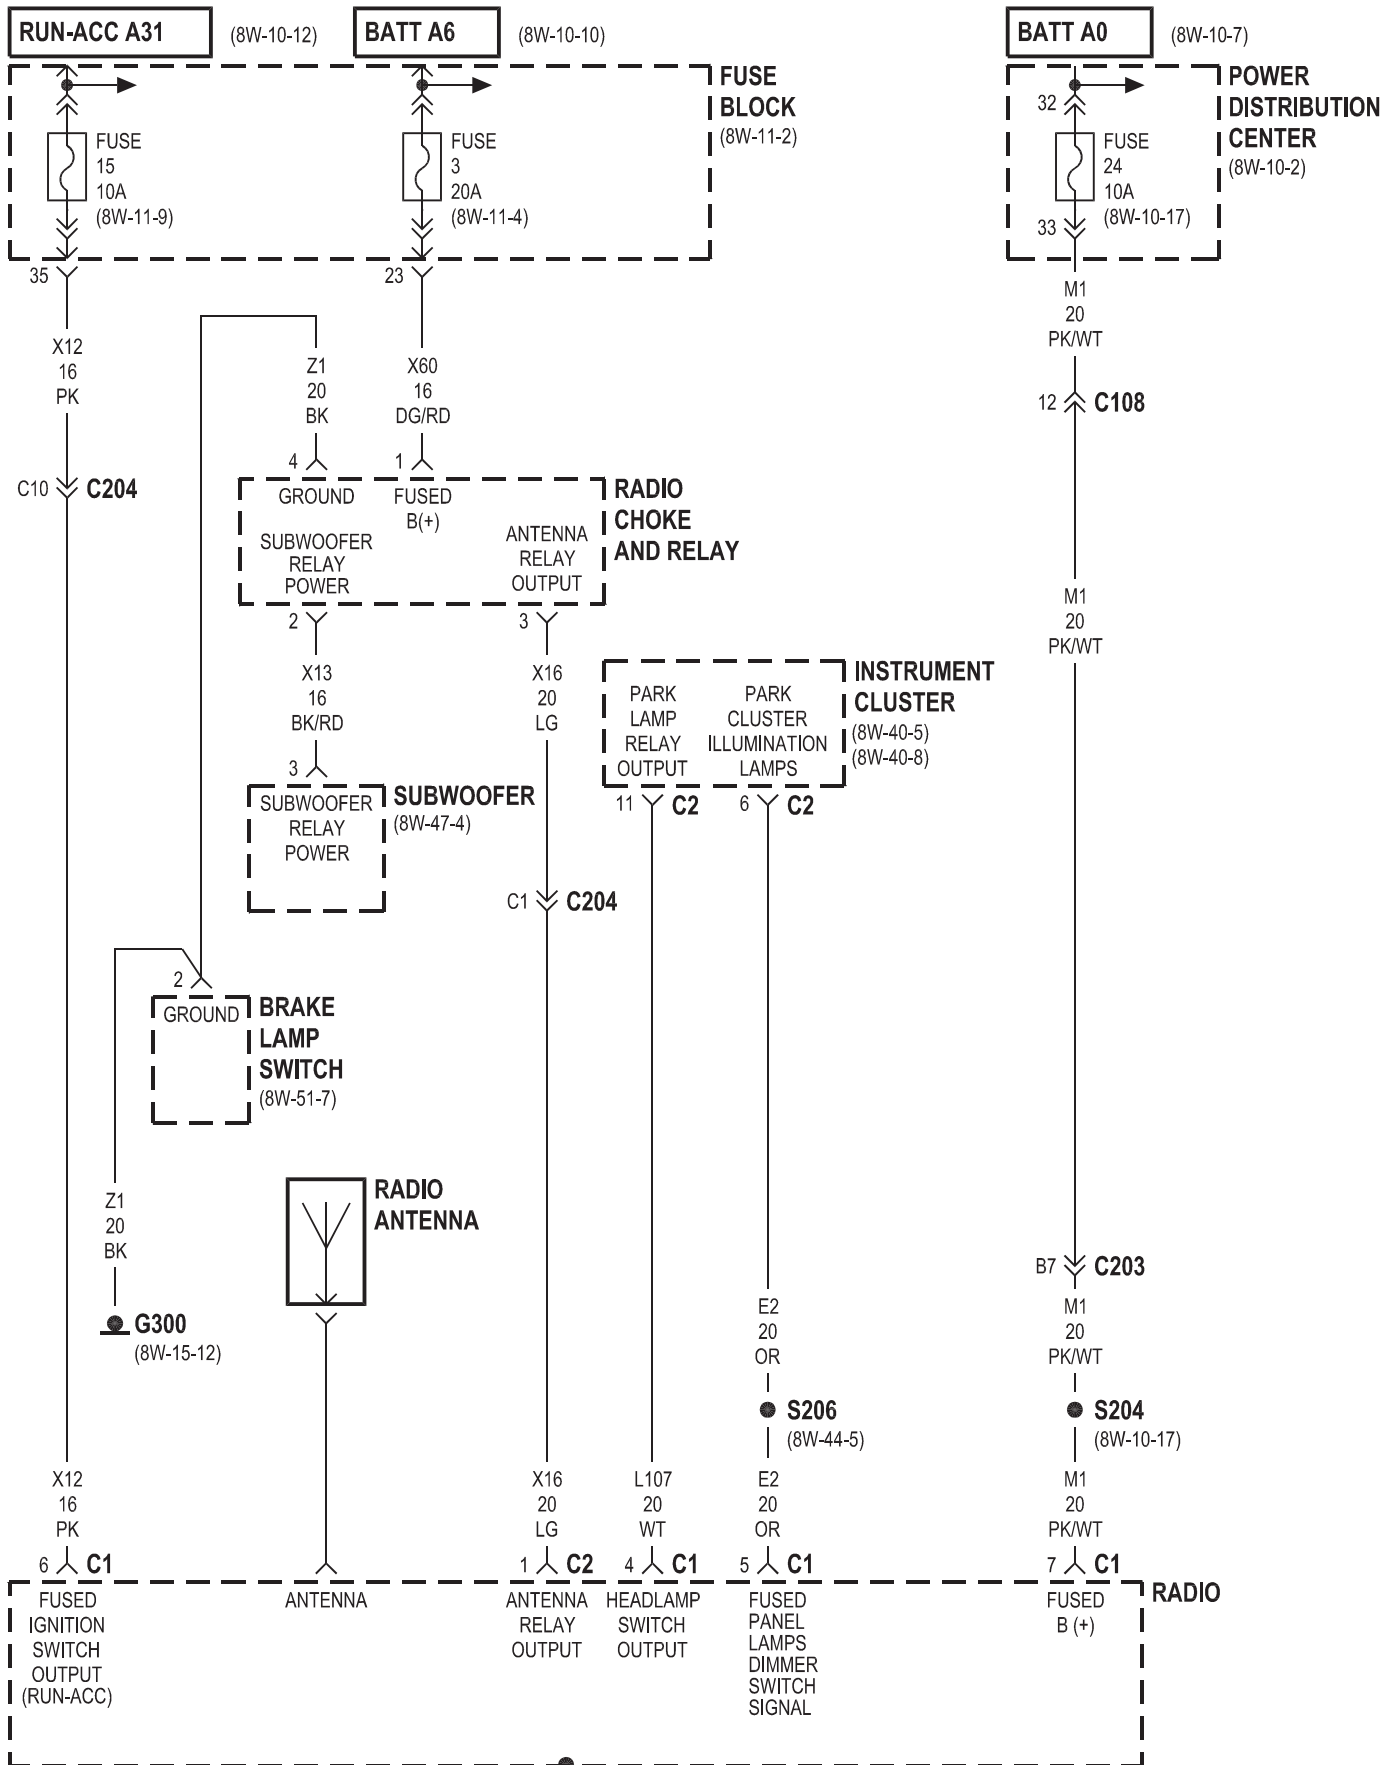 RUN-ACC A31
(8W-10-12)
BATT A6
(8W-10-10)
BATT A0
(8W-10-7)
FUSE
BLOCK
(8W-11-2)
POWER
DISTRIBUTION
CENTER
(8W-10-2)
FUSE
15
10A
(8W-11-9)
FUSE
3
20A
(8W-11-4)
32
FUSE
24
10A
(8W-10-17)
33
35
23
M1
20
PK/WT
X12
16
PK
Z1
20
BK
X60
16
DG/RD
12
C108
4
1
C10
C204
GROUND
FUSED
B(+)
SUBWOOFER
RELAY
POWER
ANTENNA
RELAY
OUTPUT
RADIO
CHOKE
AND RELAY
2
3
M1
20
PK/WT
X13
16
BK/RD
X16
20
LG
PARK
LAMP
RELAY
OUTPUT
PARK
CLUSTER
ILLUMINATION
LAMPS
INSTRUMENT
CLUSTER
(8W-40-5)
(8W-40-8)
3
SUBWOOFER
RELAY
POWER
SUBWOOFER
(8W-47-4)
11
C2
6
C2
C1
C204
2
GROUND
BRAKE
LAMP
SWITCH
(8W-51-7)
Z1
20
BK
RADIO
ANTENNA
G300
(8W-15-12)
B7
C203
E2
20
OR
M1
20
PK/WT
S206
(8W-44-5)
S204
(8W-10-17)
X12
16
PK
X16
20
LG
L107
20
WT
E2
20
OR
M1
20
PK/WT
6
C1
1
C2
4
C1
5
C1
7
C1
FUSED
IGNITION
SWITCH
OUTPUT
(RUN-ACC)
ANTENNA
ANTENNA
RELAY
OUTPUT
HEADLAMP
SWITCH
OUTPUT
FUSED
PANEL
LAMPS
DIMMER
SWITCH
SIGNAL
FUSED
B (+)
RADIO